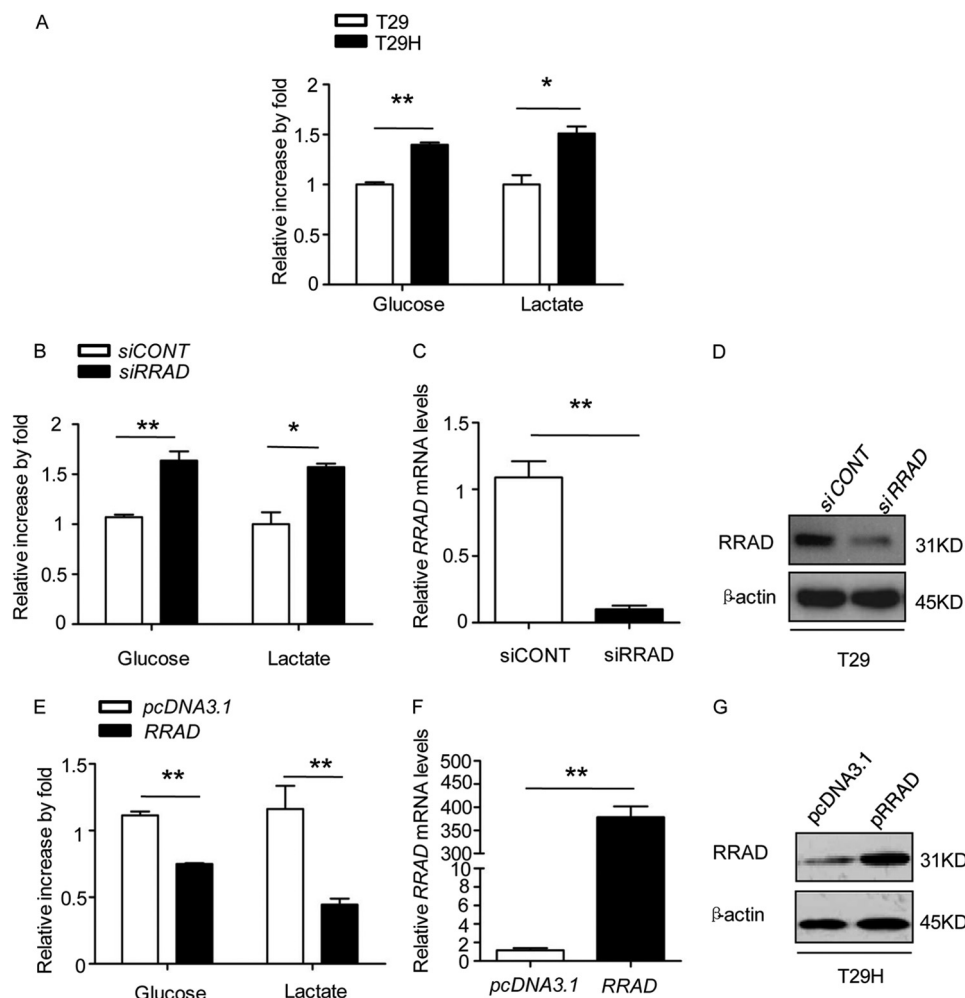 A
T29
T29H
Relative increase by fold
2
1.5
1
0.5
0
**
*
Glucose Lactate
B
siCONT
siRRAD
Relative increase by fold
2
1.5
1
0.5
0
**
*
Glucose Lactate
C
Relative RRAD mRNA levels
1.5
1
0.5
0
**
siCONT siRRAD
D
siCONT siRRAD
RRAD 31KD
β-actin 45KD
T29
E
pcDNA3.1
RRAD
Relative increase by fold
1.5
1
0.5
0
**
**
Glucose Lactate
F
Relative RRAD mRNA levels
500
450
400
350
300
10
8
6
4
2
0
**
pcDNA3.1 RRAD
G
pcDNA3.1 pRRAD
RRAD 31KD
β-actin 45KD
T29H